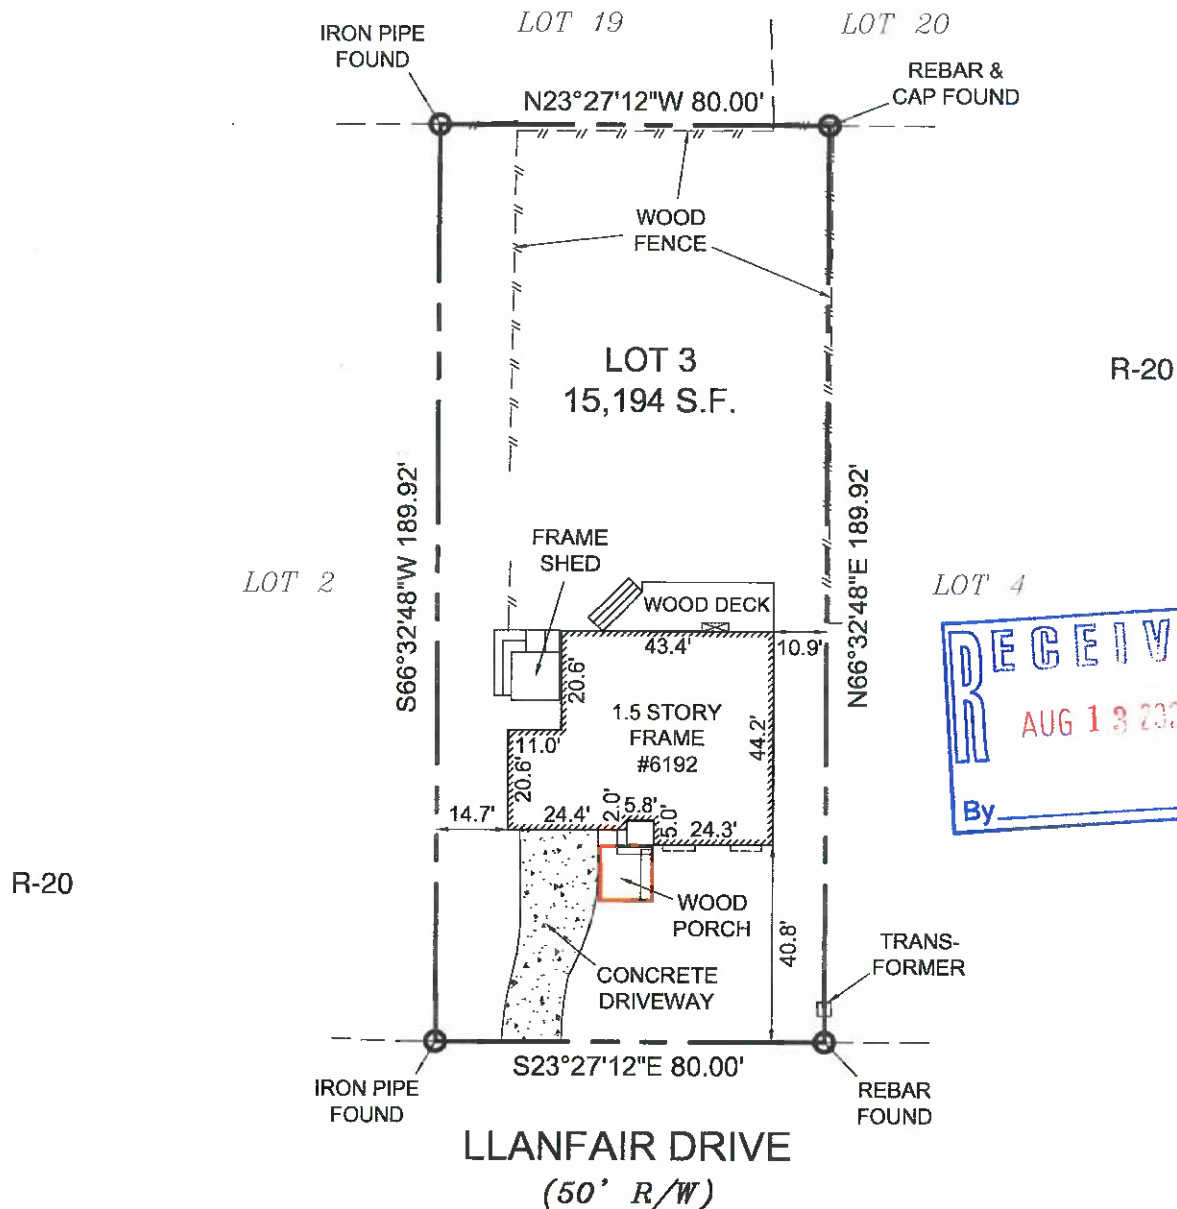 LOT 19
LOT 20
IRON PIPE
FOUND
REBAR &
CAP FOUND
N23°27'12"W 80.00'
WOOD
FENCE
LOT 3
15,194 S.F.
R-20
S66°32'48"W 189.92'
N66°32'48"E 189.92'
FRAME
SHED
LOT 2
WOOD DECK
LOT 4
43.4'
10.9'
20.6'
1.5 STORY
FRAME
#6192
44.2'
11.0'
20.6'
14.7'
24.4'
2.0'
5.8'
5.0'
24.3'
RECEIV
AUG 13
By
R-20
WOOD
PORCH
40.8'
TRANS-
FORMER
CONCRETE
DRIVEWAY
S23°27'12"E 80.00'
IRON PIPE
FOUND
REBAR
FOUND
LLANFAIR DRIVE
(50' R/W)